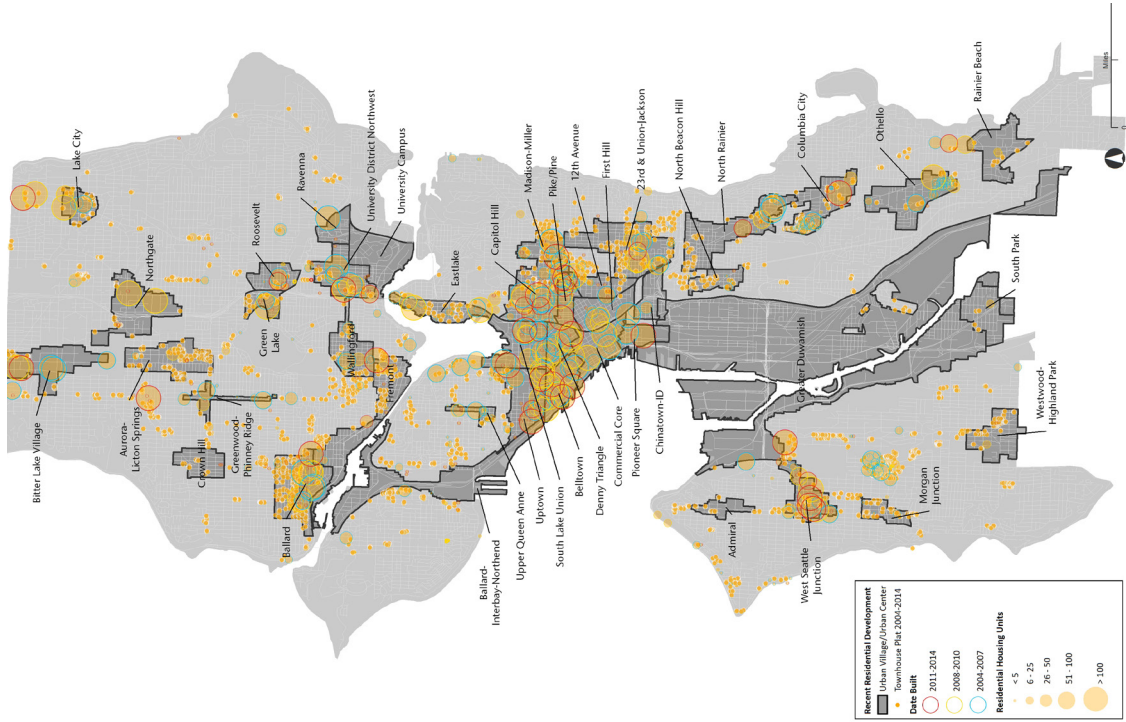 Lake City
Bitter Lake Village
Northgate
Aurora-
Licton Springs
Crown Hill
Greenwood-
Phinney Ridge
Roosevelt
Green
Lake
Ravenna
University District Northwest
University Campus
Wallingford
Fremont
Ballard
Eastlake
Ballard-
Interbay-Northend
Upper Queen Anne
Uptown
South Lake Union
Belltown
Denny Triangle
Commercial Core
Pioneer Square
Chinatown-ID
Capitol Hill
Madison-Miller
Pike/Pine
12th Avenue
First Hill
23rd & Union-Jackson
North Beacon Hill
North Rainier
Columbia City
Othello
Rainier Beach
Greater Duwamish
South Park
Admiral
West Seattle
Junction
Morgan
Junction
Westwood-
Highland Park
Recent Residential Development
Urban Village/Urban Center
Townhouse Plat 2004-2014
Date Built
2011-2014
2008-2010
2004-2007
Residential Housing Units
< 5
6 - 25
26 - 50
51 - 100
> 100
0
Miles